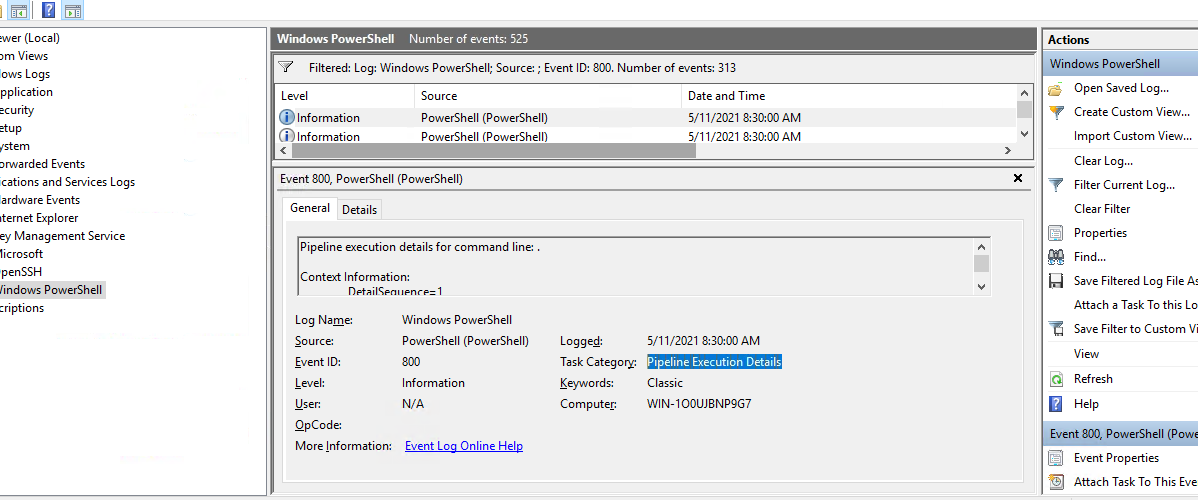 ewer (Local)
om Views
dows Logs
Application
ecurity
etup
ystem
orwarded Events
ications and Services Logs
ardware Events
nternet Explorer
ey Management Service
Microsoft
OpenSSH
Windows PowerShell
criptions
Windows PowerShell Number of events: 525
Filtered: Log: Windows PowerShell; Source: ; Event ID: 800. Number of events: 313
Level Source Date and Time
Information PowerShell (PowerShell) 5/11/2021 8:30:00 AM
Information PowerShell (PowerShell) 5/11/2021 8:30:00 AM
Event 800, PowerShell (PowerShell)
General Details
Pipeline execution details for command line: .
Context Information:
DetailSequence=1
Log Name: Windows PowerShell
Source: PowerShell (PowerShell) Logged: 5/11/2021 8:30:00 AM
Event ID: 800 Task Category: Pipeline Execution Details
Level: Information Keywords: Classic
User: N/A Computer: WIN-1O0UJBNP9G7
OpCode:
More Information: Event Log Online Help
Actions
Windows PowerShell
Open Saved Log...
Create Custom View...
Import Custom View...
Clear Log...
Filter Current Log...
Clear Filter
Properties
Find...
Save Filtered Log File As
Attach a Task To this Lo
Save Filter to Custom Vi
View
Refresh
Help
Event 800, PowerShell (Powe
Event Properties
Attach Task To This Eve